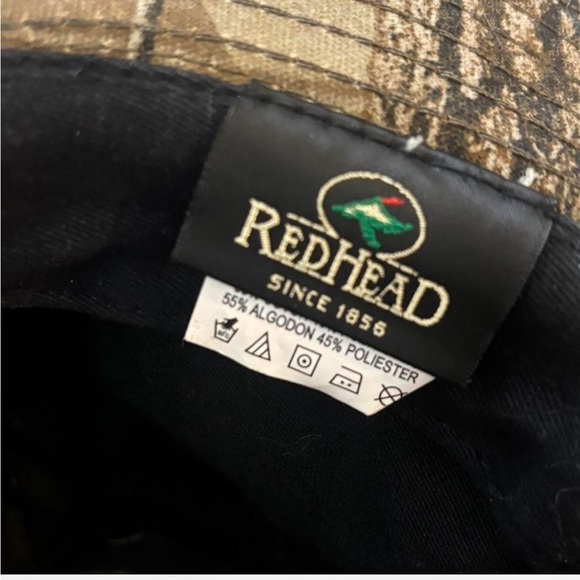 REDHEAD
SINCE 1856
55% ALGODON 45% POLIESTER